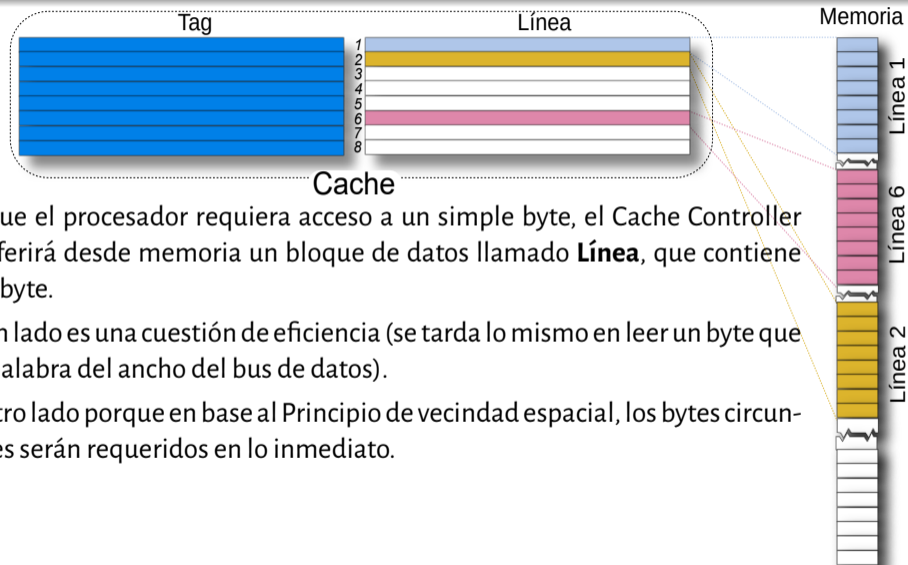 Tag
Línea
Memoria
1
2
3
4
5
6
7
8
Cache
Línea 1
Línea 6
Línea 2
ue el procesador requiera acceso a un simple byte, el Cache Controller
ferirá desde memoria un bloque de datos llamado Línea, que contiene
byte.
n lado es una cuestión de eficiencia (se tarda lo mismo en leer un byte que
alabra del ancho del bus de datos).
tro lado porque en base al Principio de vecindad espacial, los bytes circun-
es serán requeridos en lo inmediato.